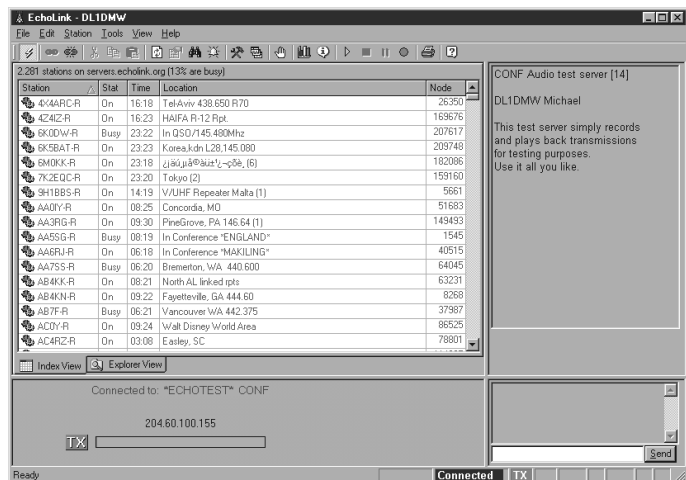 EchoLink - DL1DMW
File Edit Station Tools View Help
2.281 stations on servers.echolink.org (13% are busy)
Station Stat Time Location Node
4X4ARC-R On 16:18 Tel-Aviv 438.650 R70 26350
4Z4IZ-R On 16:23 HAIFA R-12 Rpt. 169676
6K0DW-R Busy 23:22 In QSO/145.480Mhz 207617
6K5BAT-R On 23:23 Korea,kdn L28,145.080 209748
6M0KK-R On 23:18 (6) 182086
7K2EQC-R On 23:20 Tokyo (2) 159160
9H1BBS-R On 14:19 V/UHF Repeater Malta (1) 5661
AA0IY-R On 08:25 Concordia, MO 51683
AA3RG-R On 09:30 PineGrove, PA 146.64 (1) 149493
AA5SG-R Busy 08:19 In Conference *ENGLAND* 1545
AA6RJ-R On 06:18 In Conference *MAKILING* 40515
AA7SS-R Busy 06:20 Bremerton, WA 440.600 64045
AB4KK-R On 08:21 North AL linked rpts 63231
AB4KN-R On 09:22 Fayetteville, GA 444.60 8268
AB7F-R Busy 06:21 Vancouver WA 442.375 37987
AC0Y-R On 09:24 Walt Disney World Area 86525
AC4RZ-R On 03:08 Easley, SC 78801
Index View Explorer View
CONF Audio test server [14]
DL1DMW Michael
This test server simply records
and plays back transmissions
for testing purposes.
Use it all you like.
Connected to: *ECHOTEST* CONF
204.60.100.155
TX
Send
Ready Connected TX